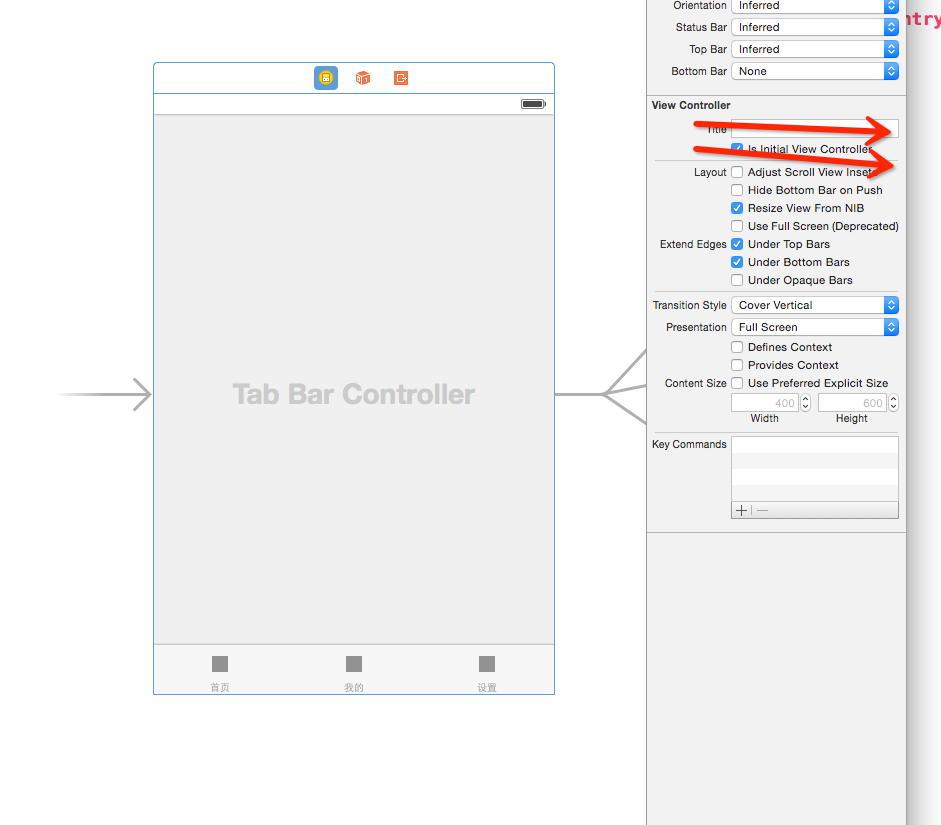 Orientation Inferred
ntry
Status Bar Inferred
Top Bar Inferred
Bottom Bar None
View Controller
Title
Is Initial View Controller
Layout Adjust Scroll View Insets
Hide Bottom Bar on Push
Resize View From NIB
Use Full Screen (Deprecated)
Extend Edges Under Top Bars
Under Bottom Bars
Under Opaque Bars
Transition Style Cover Vertical
Presentation Full Screen
Defines Context
Provides Context
Content Size Use Preferred Explicit Size
400 600
Width Height
Key Commands
Tab Bar Controller
首页 我的 设置